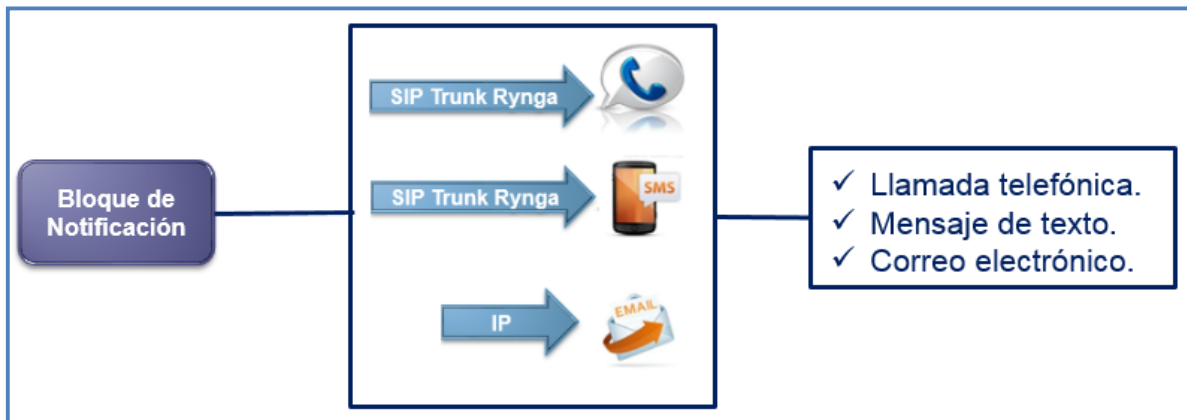 Bloque de
Notificación
SIP Trunk Rynga
SIP Trunk Rynga
SMS
IP
EMAIL
✓ Llamada telefónica.
✓ Mensaje de texto.
✓ Correo electrónico.